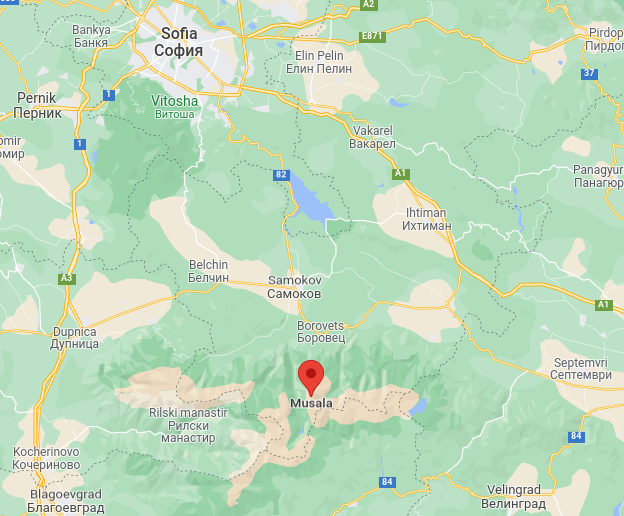 A2
Bankya
Банкя
Sofia
София
E871
Pirdop
Пирдоп
Elin Pelin
Елин Пелин
37
Pernik
Перник
1
Vitosha
Витоша
Vakarel
Вакарел
1
omir
омир
82
A1
Panagyur
Панагюр
Ihtiman
Ихтиман
Belchin
Белчин
A3
Samokov
Самоков
A1
Dupnica
Дупница
Borovets
Боровец
Septemvri
Септември
Musala
Rilski manastir
Рилски
манастир
84
Kocherinovo
Кочериново
84
Blagoevgrad
Благоевград
Velingrad
Велинград